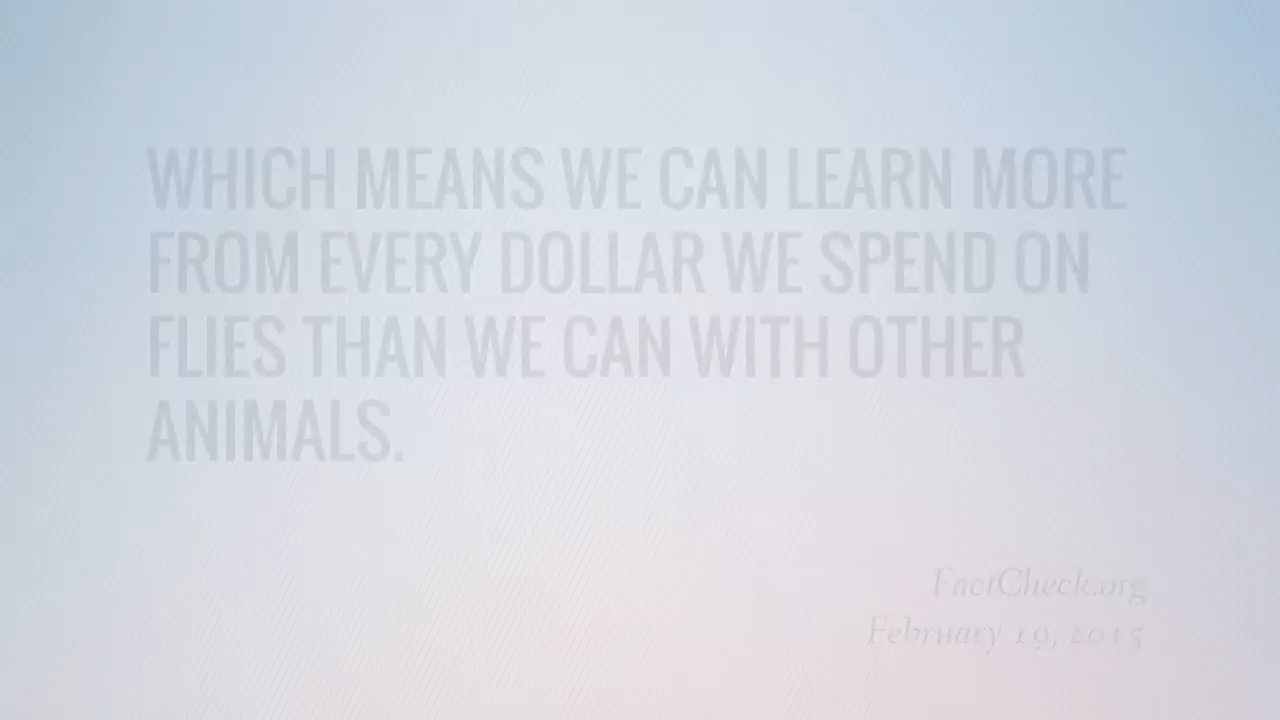 WHICH MEANS WE CAN LEARN MORE
FROM EVERY DOLLAR WE SPEND ON
FLIES THAN WE CAN WITH OTHER
ANIMALS.
FactCheck.org
February 19, 2015